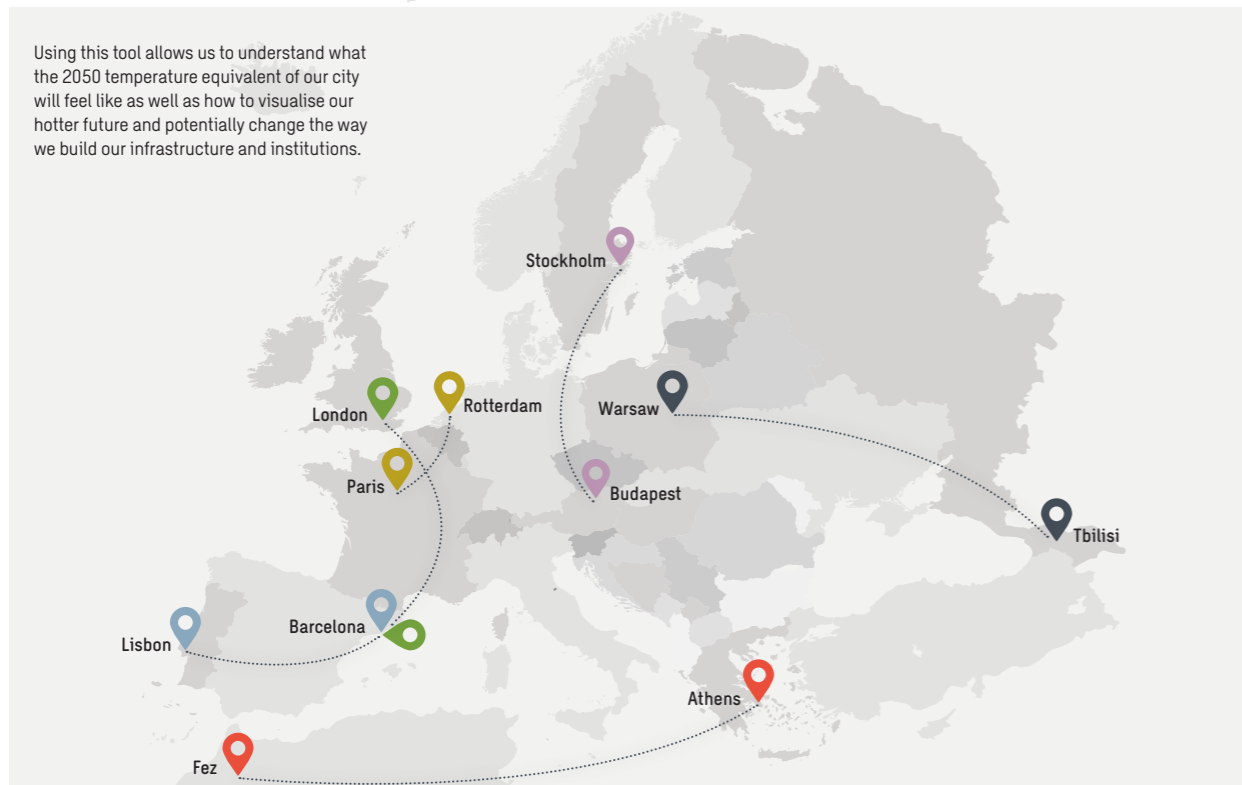 Using this tool allows us to understand what
the 2050 temperature equivalent of our city
will feel like as well as how to visualise our
hotter future and potentially change the way
we build our infrastructure and institutions.
Stockholm
London
Rotterdam
Warsaw
Paris
Budapest
Tbilisi
Barcelona
Lisbon
Athens
Fez